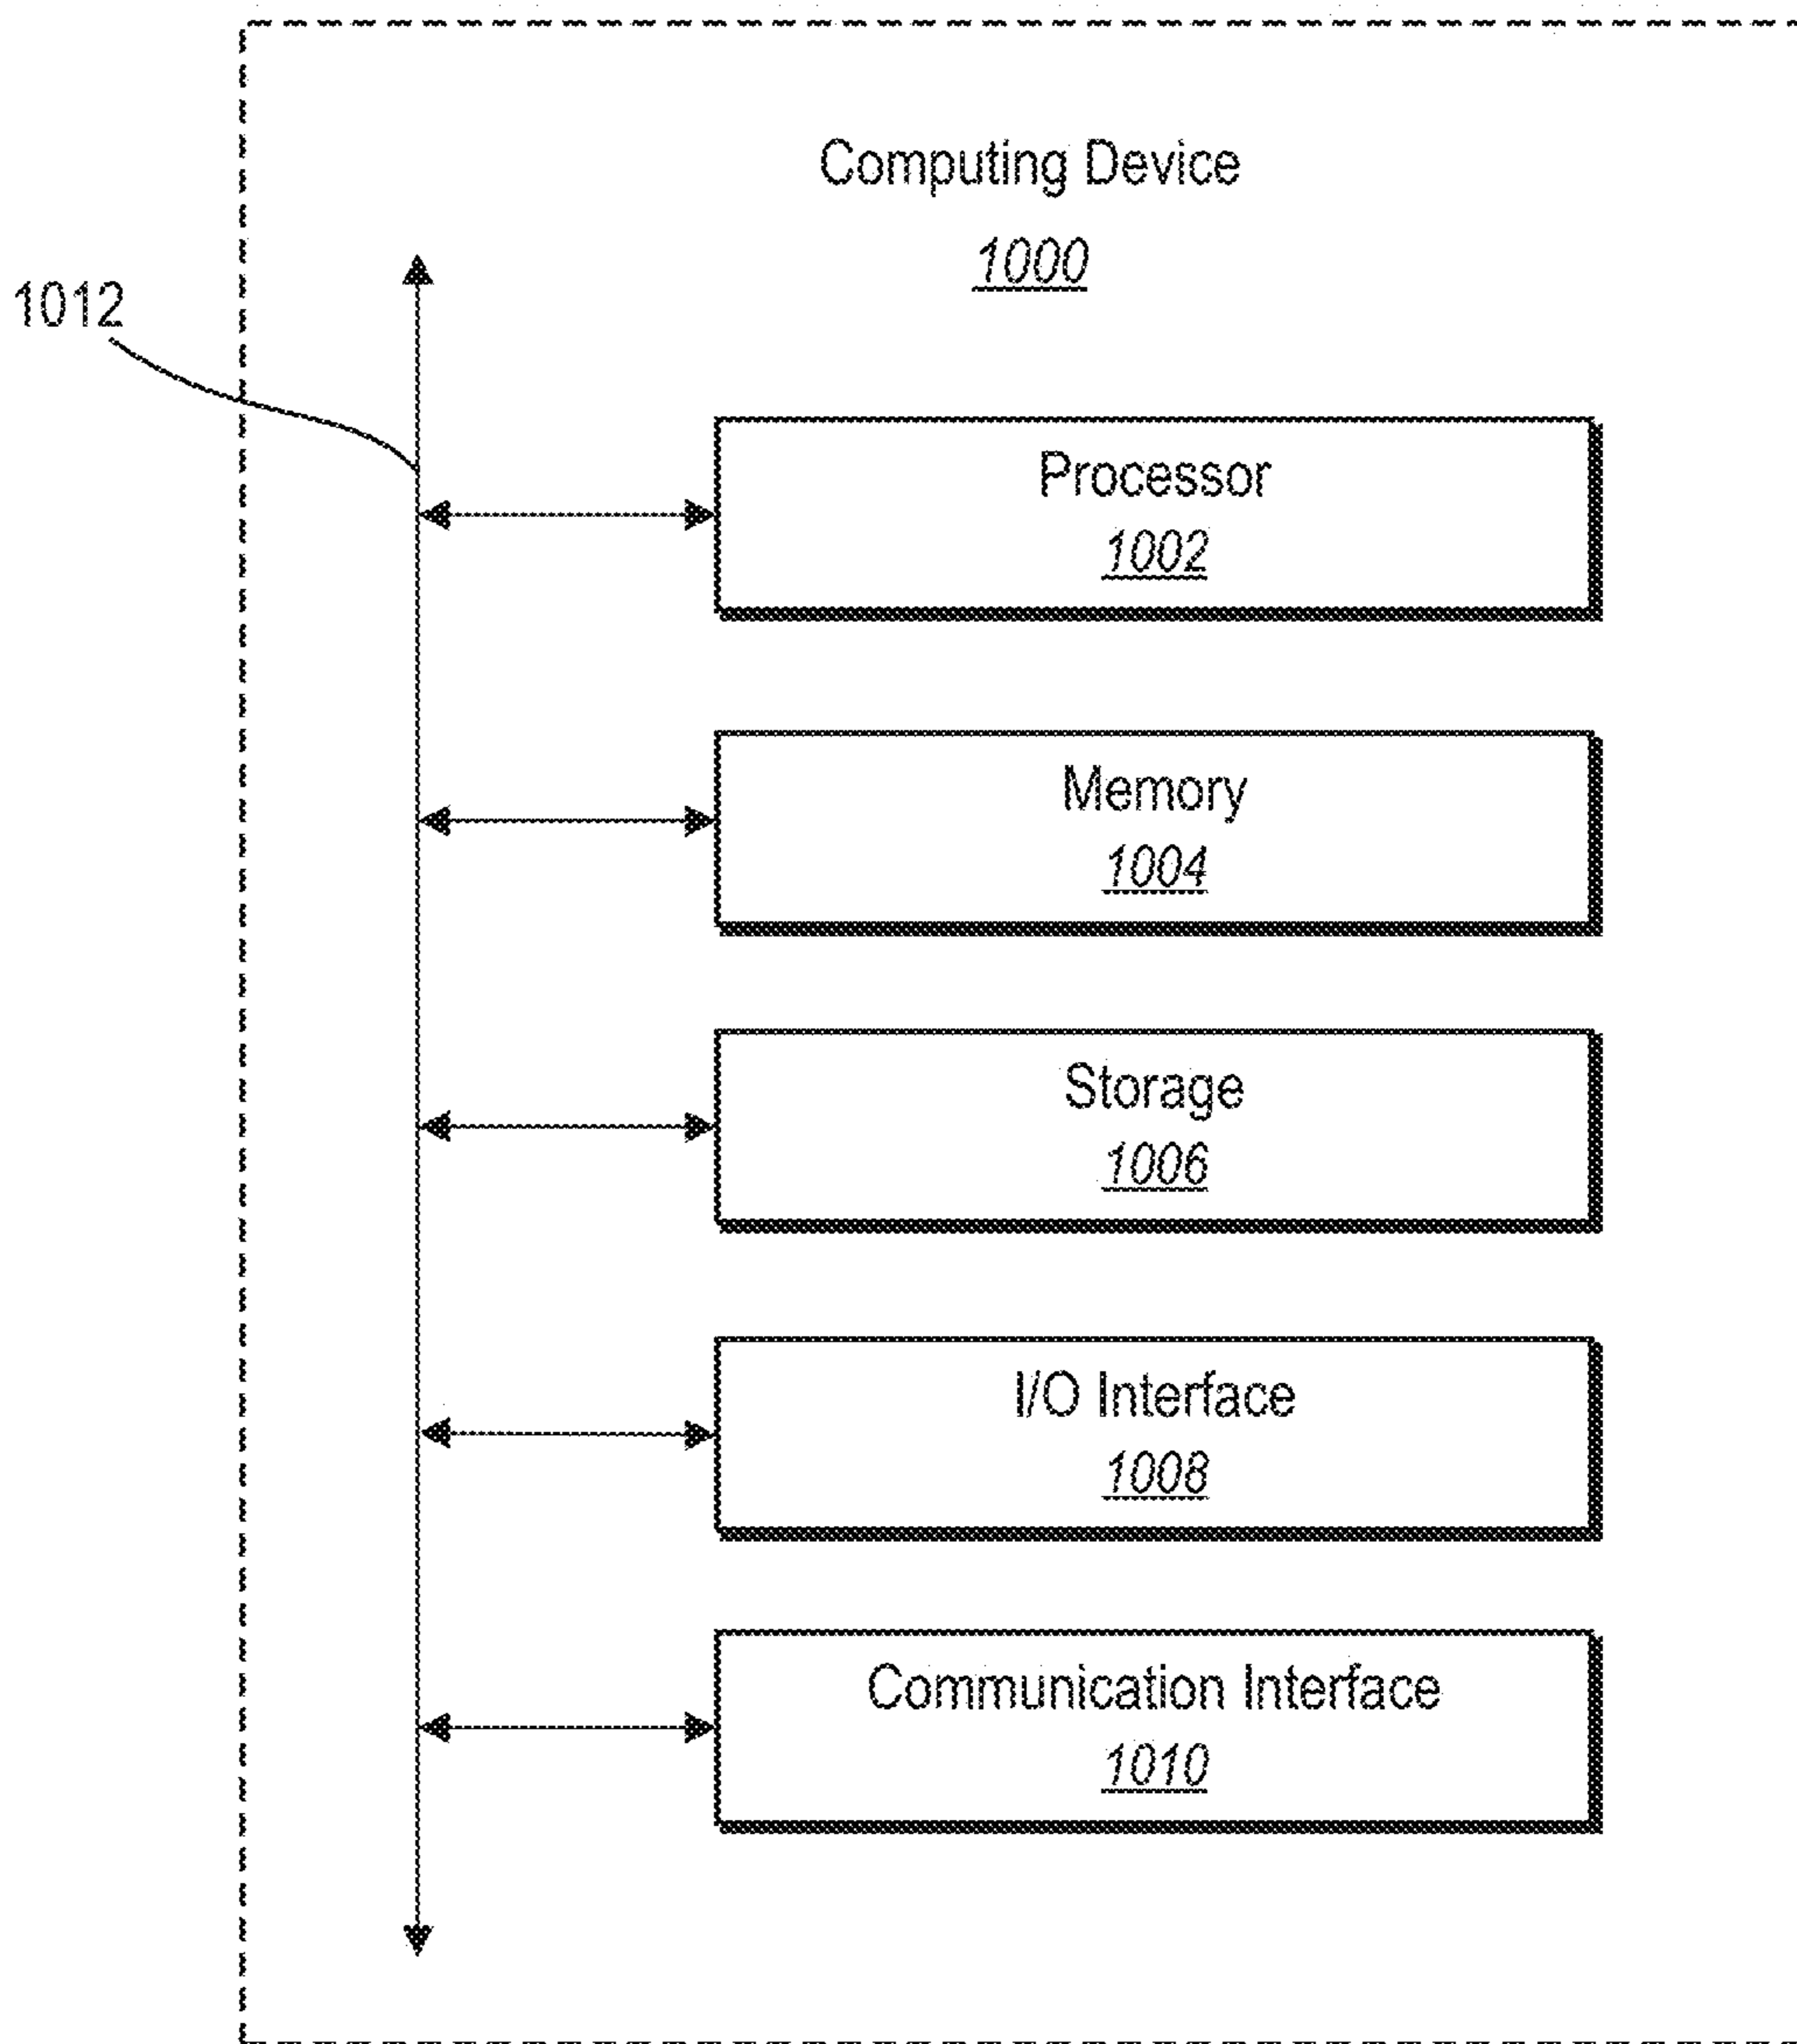 Computing Device
1000
1012
Processor
1002
Memory
1004
Storage
1006
I/O Interface
1008
Communication Interface
1010